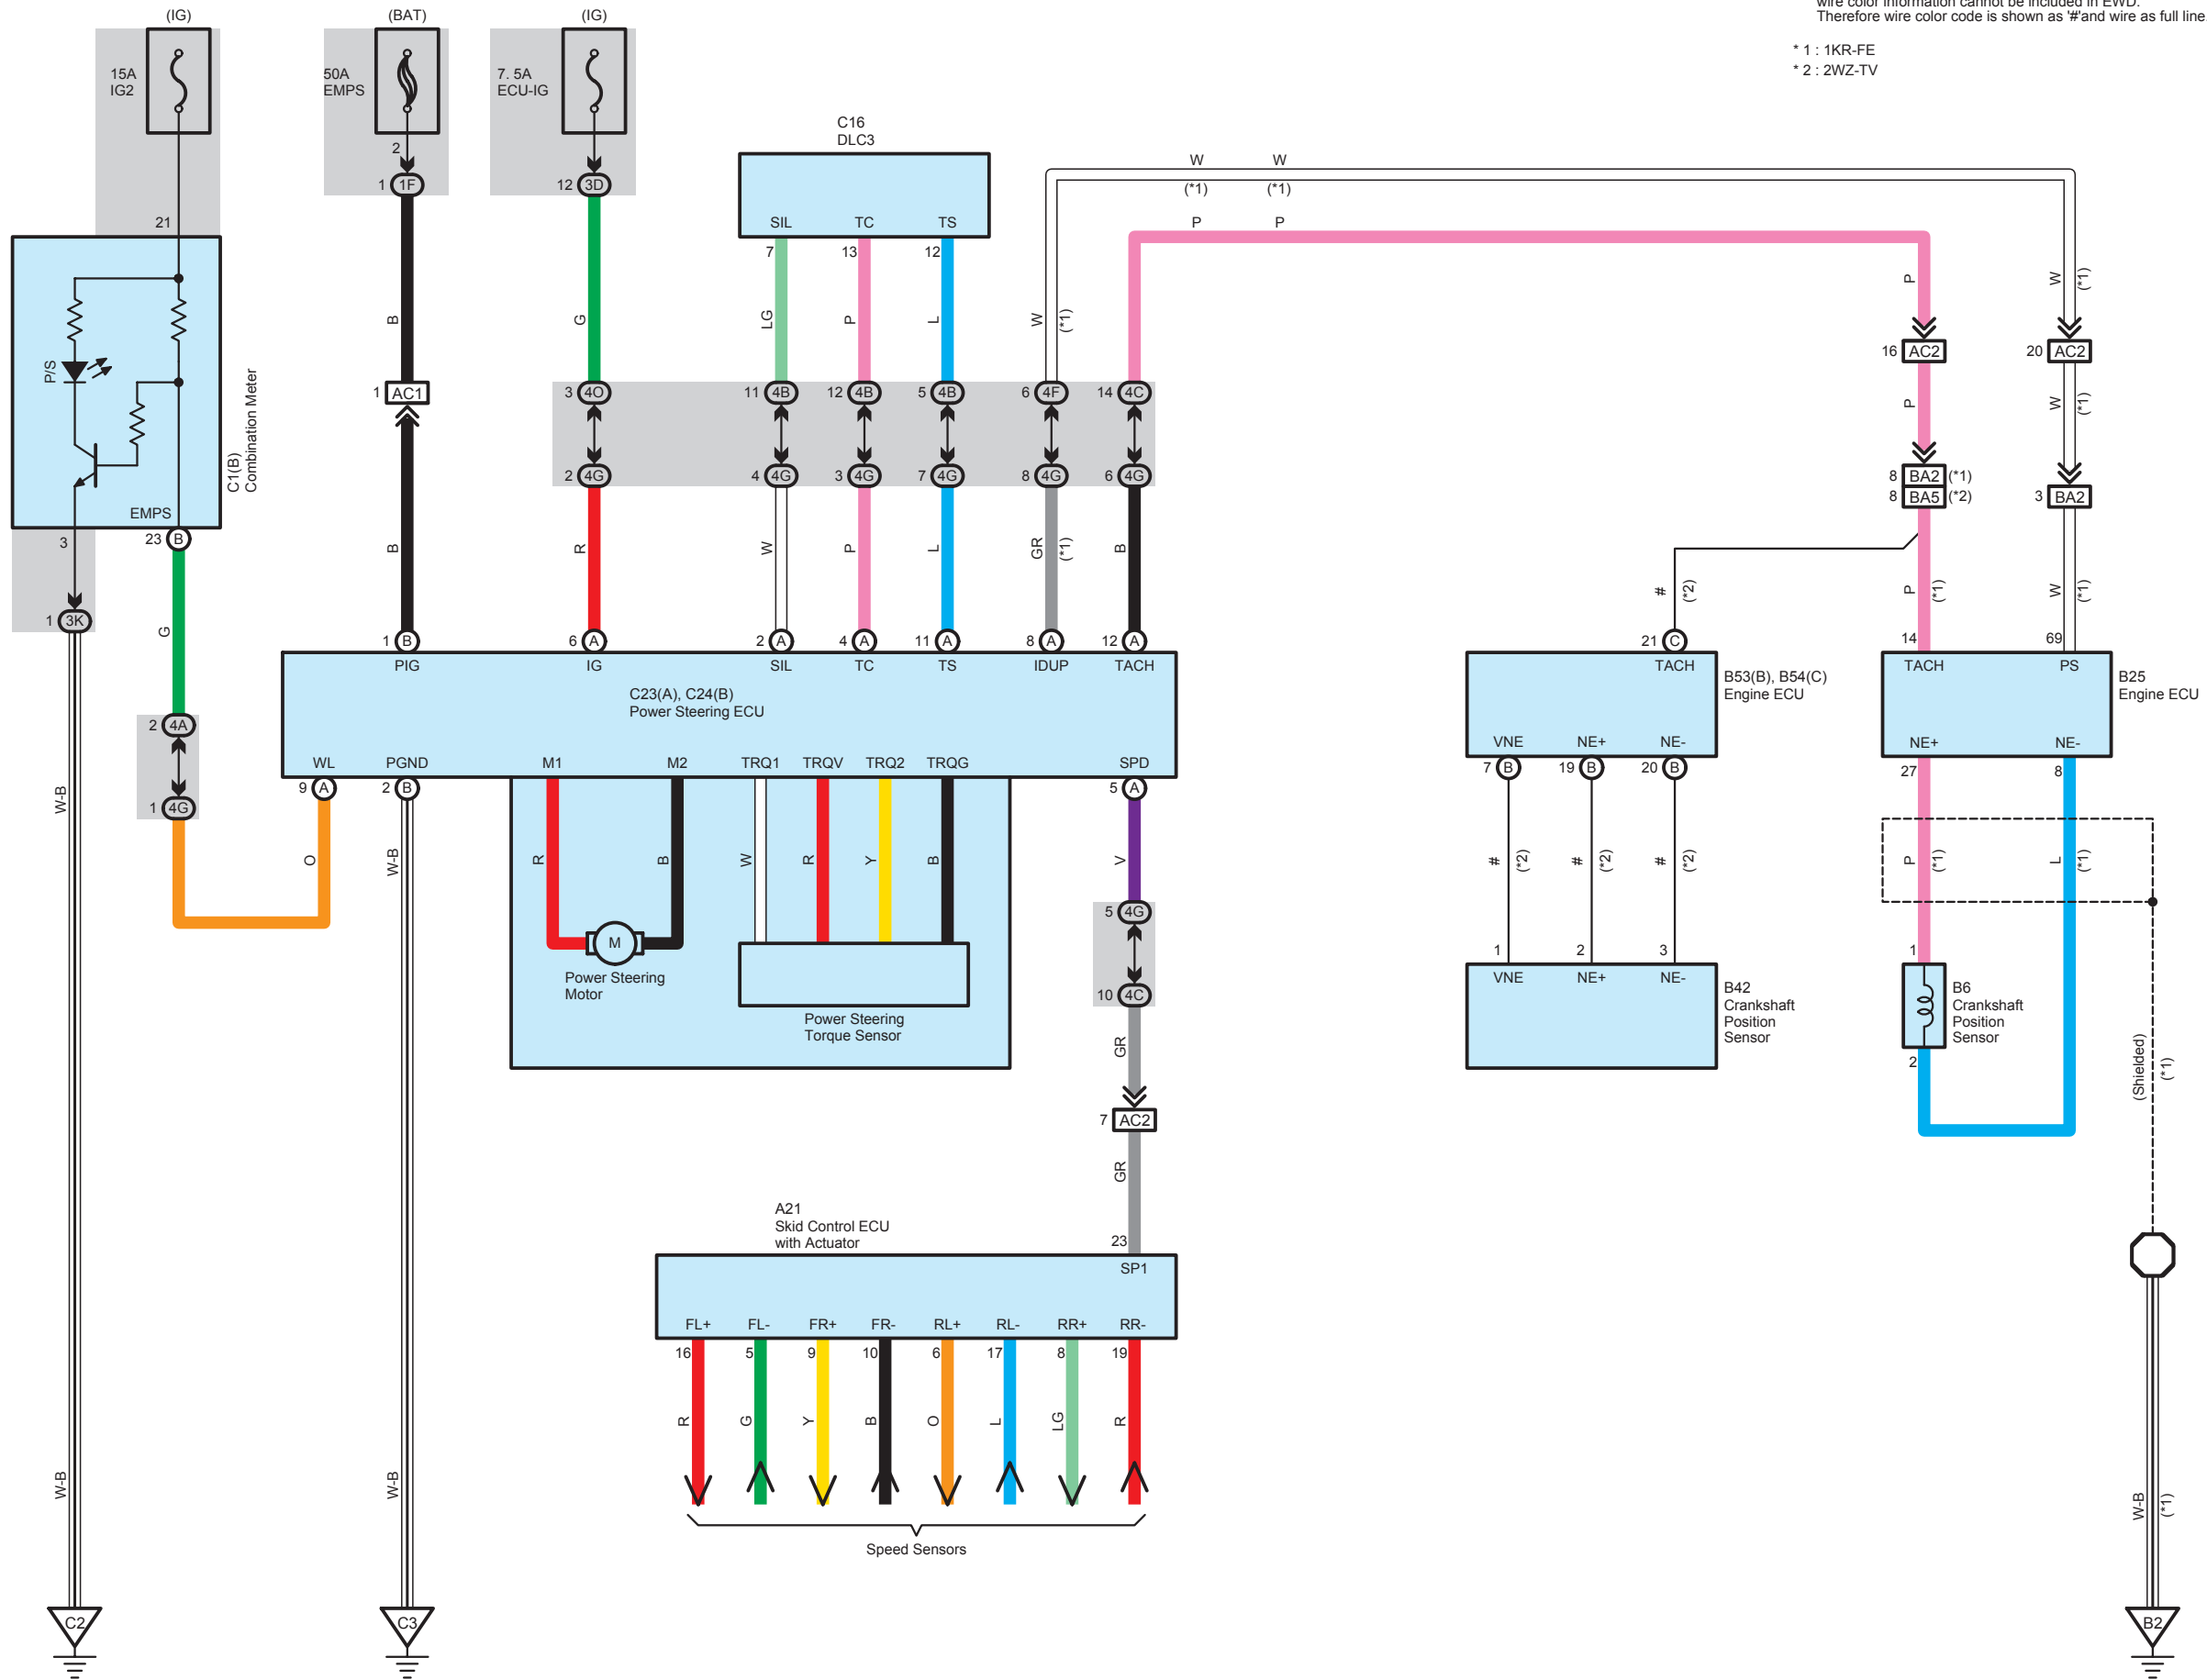 wire color information cannot be included in EWD.
Therefore wire color code is shown as '#'and wire as full line
* 1 : 1KR-FE
* 2 : 2WZ-TV
(IG)
(BAT)
(IG)
15A
IG2
50A
EMPS
7. 5A
ECU-IG
2
1 1F
12 3D
C16
DLC3
SIL TC TS
7 13 12
W W
(*1) (*1)
P P
21
P/S
EMPS
C1(B)
Combination Meter
3
23 B
1 3K
B
G
LG
P
L
W
(*1)
P
W
(*1)
1 AC1
3 4O
11 4B
12 4B
5 4B
6 4F
14 4C
16 AC2
20 AC2
P
W
(*1)
2 4G
4 4G
3 4G
7 4G
8 4G
6 4G
8 BA2 (*1)
8 BA5 (*2)
3 BA2
G
B
R
W
P
L
GR
(*1)
B
#
(*2)
P
(*1)
W
(*1)
1 B
6 A
2 A
4 A
11 A
8 A
12 A
21 C
14
69
PIG IG SIL TC TS IDUP TACH
C23(A), C24(B)
Power Steering ECU
WL PGND M1 M2 TRQ1 TRQV TRQ2 TRQG SPD
TACH
B53(B), B54(C)
Engine ECU
VNE NE+ NE-
TACH PS
B25
Engine ECU
NE+ NE-
2 4A
1 4G
9 A
2 B
5 A
7 B
19 B
20 B
27
8
W-B
O
W-B
R
B
W
R
Y
B
V
#
(*2)
#
(*2)
#
(*2)
P
(*1)
L
(*1)
M
Power Steering
Motor
Power Steering
Torque Sensor
5 4G
10 4C
1 2 3
VNE NE+ NE-
B42
Crankshaft
Position
Sensor
1
B6
Crankshaft
Position
Sensor
2
GR
(Shielded)
(*1)
7 AC2
GR
A21
Skid Control ECU
with Actuator
23
SP1
FL+ FL- FR+ FR- RL+ RL- RR+ RR-
16 5 9 10 6 17 8 19
R
G
Y
B
O
L
LG
R
Speed Sensors
W-B
W-B
W-B
(*1)
C2
C3
B2